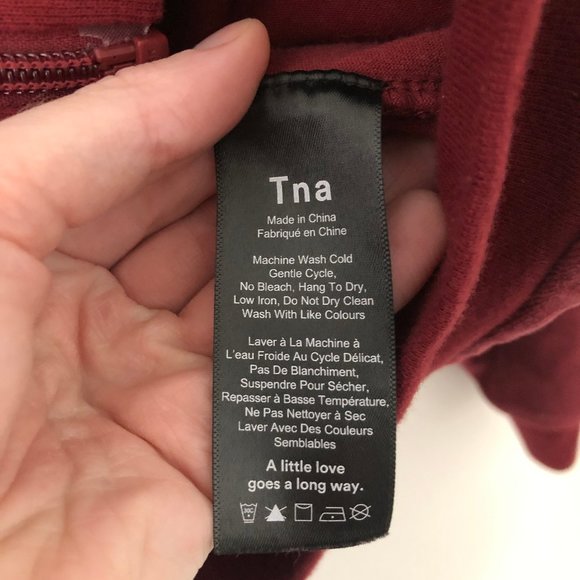 Tna
Made in China
Fabriqué en Chine
Machine Wash Cold
Gentle Cycle,
No Bleach, Hang To Dry,
Low Iron, Do Not Dry Clean
Wash With Like Colours
Laver à La Machine à
L'eau Froide Au Cycle Délicat,
Pas De Blanchiment,
Suspendre Pour Sécher,
Repasser à Basse Température,
Ne Pas Nettoyer à Sec
Laver Avec Des Couleurs
Semblables
A little love
goes a long way.
30C